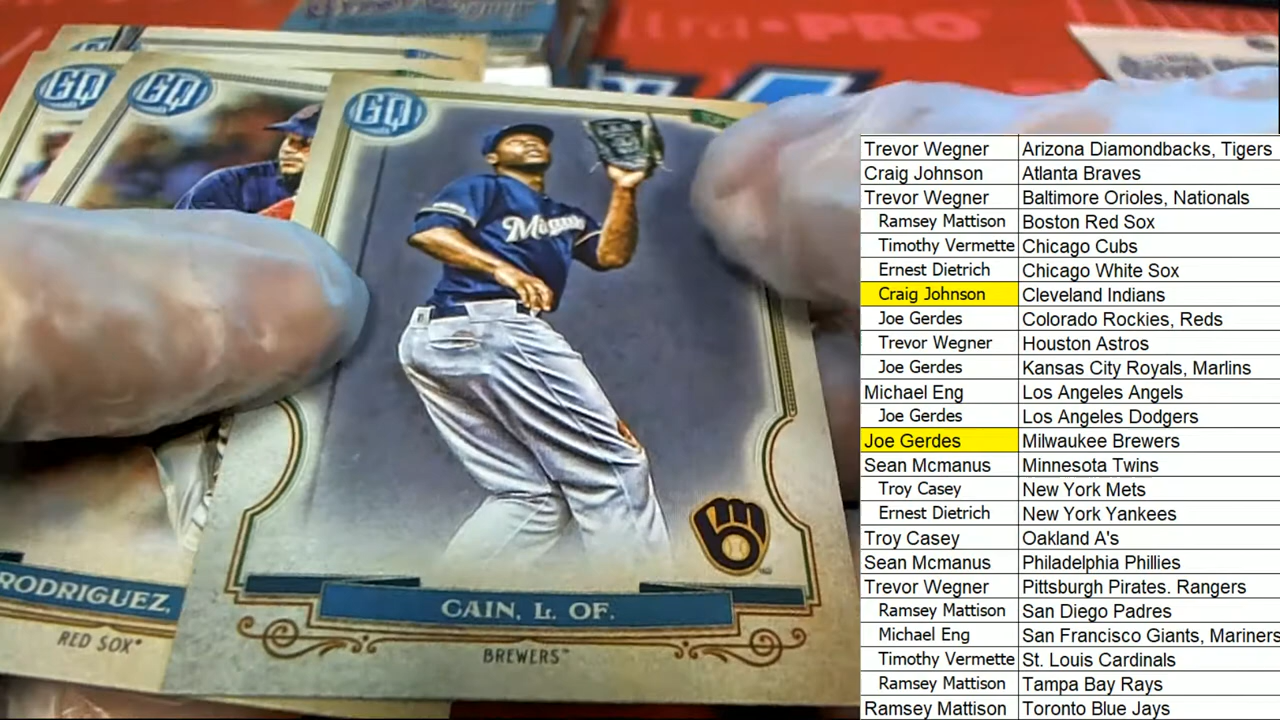 ultra·PRO
GQ
GQ
GQ
Trevor Wegner Arizona Diamondbacks, Tigers
Craig Johnson Atlanta Braves
Trevor Wegner Baltimore Orioles, Nationals
Ramsey Mattison Boston Red Sox
Timothy Vermette Chicago Cubs
Ernest Dietrich Chicago White Sox
Craig Johnson Cleveland Indians
Joe Gerdes Colorado Rockies, Reds
Trevor Wegner Houston Astros
Joe Gerdes Kansas City Royals, Marlins
Michael Eng Los Angeles Angels
Joe Gerdes Los Angeles Dodgers
Joe Gerdes Milwaukee Brewers
Sean Mcmanus Minnesota Twins
Troy Casey New York Mets
Ernest Dietrich New York Yankees
Troy Casey Oakland A's
Sean Mcmanus Philadelphia Phillies
Trevor Wegner Pittsburgh Pirates. Rangers
Ramsey Mattison San Diego Padres
Michael Eng San Francisco Giants, Mariners
Timothy Vermette St. Louis Cardinals
Ramsey Mattison Tampa Bay Rays
Ramsey Mattison Toronto Blue Jays
RODRIGUEZ,
RED SOX
CAIN, L. OF.
BREWERS™